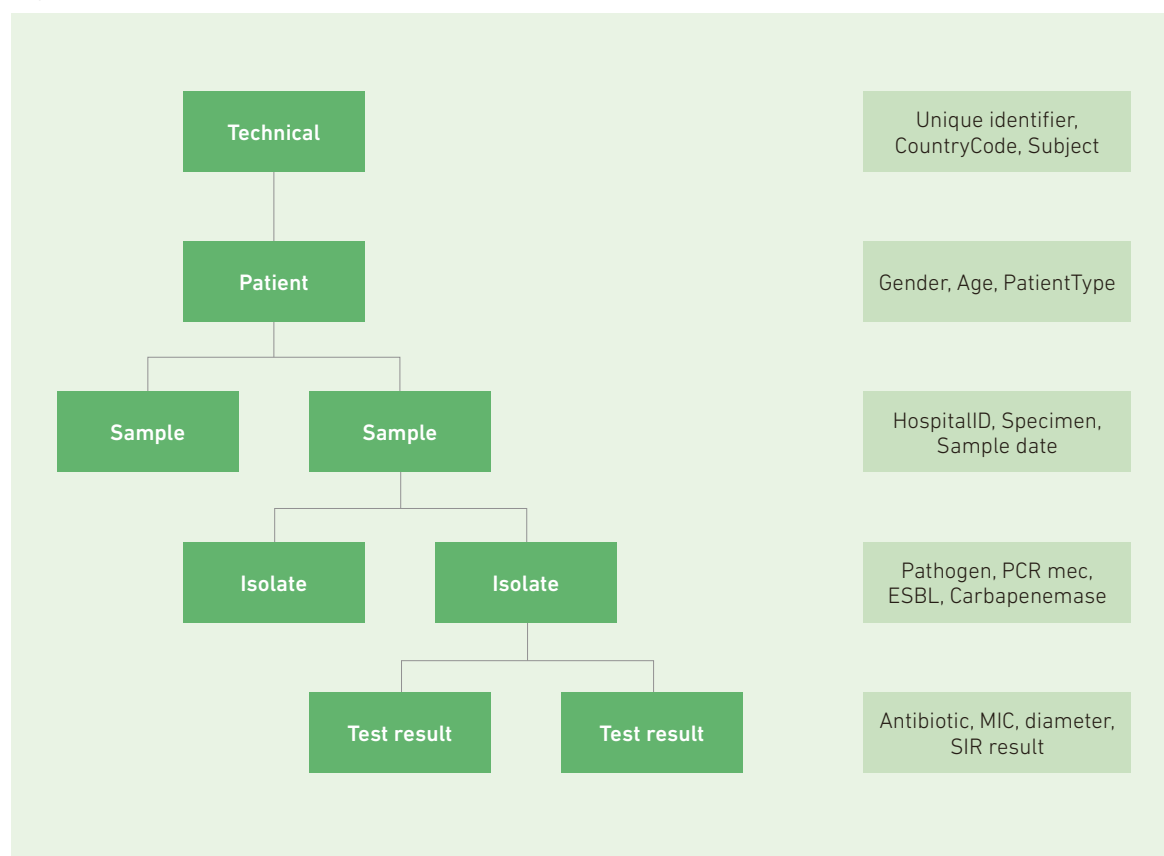 Technical
Unique identifier,
CountryCode, Subject
Patient
Gender, Age, PatientType
Sample
Sample
HospitalID, Specimen,
Sample date
Isolate
Isolate
Pathogen, PCR mec,
ESBL, Carbapenemase
Test result
Test result
Antibiotic, MIC, diameter,
SIR result